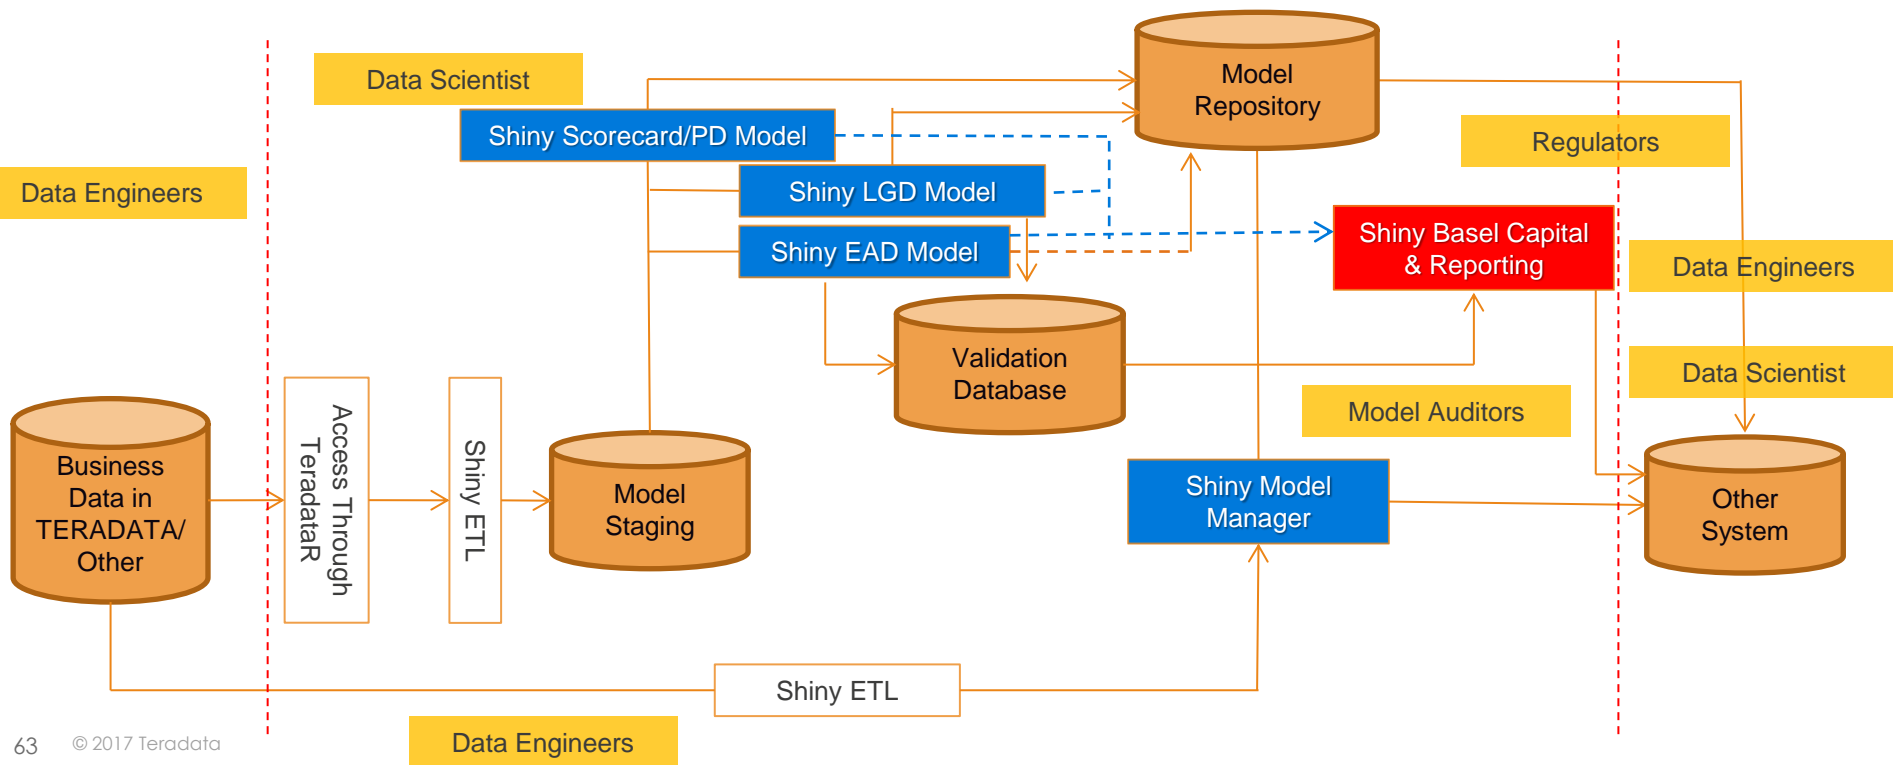 Data Scientist
Model
Repository
Shiny Scorecard/PD Model
Regulators
Data Engineers
Shiny LGD Model
Shiny EAD Model
Shiny Basel Capital
& Reporting
Data Engineers
Validation
Database
Data Scientist
Model Auditors
Business
Data in
TERADATA/
Other
Access Through
TeradataR
Shiny ETL
Model
Staging
Shiny Model
Manager
Other
System
Shiny ETL
Data Engineers
63
© 2017 Teradata